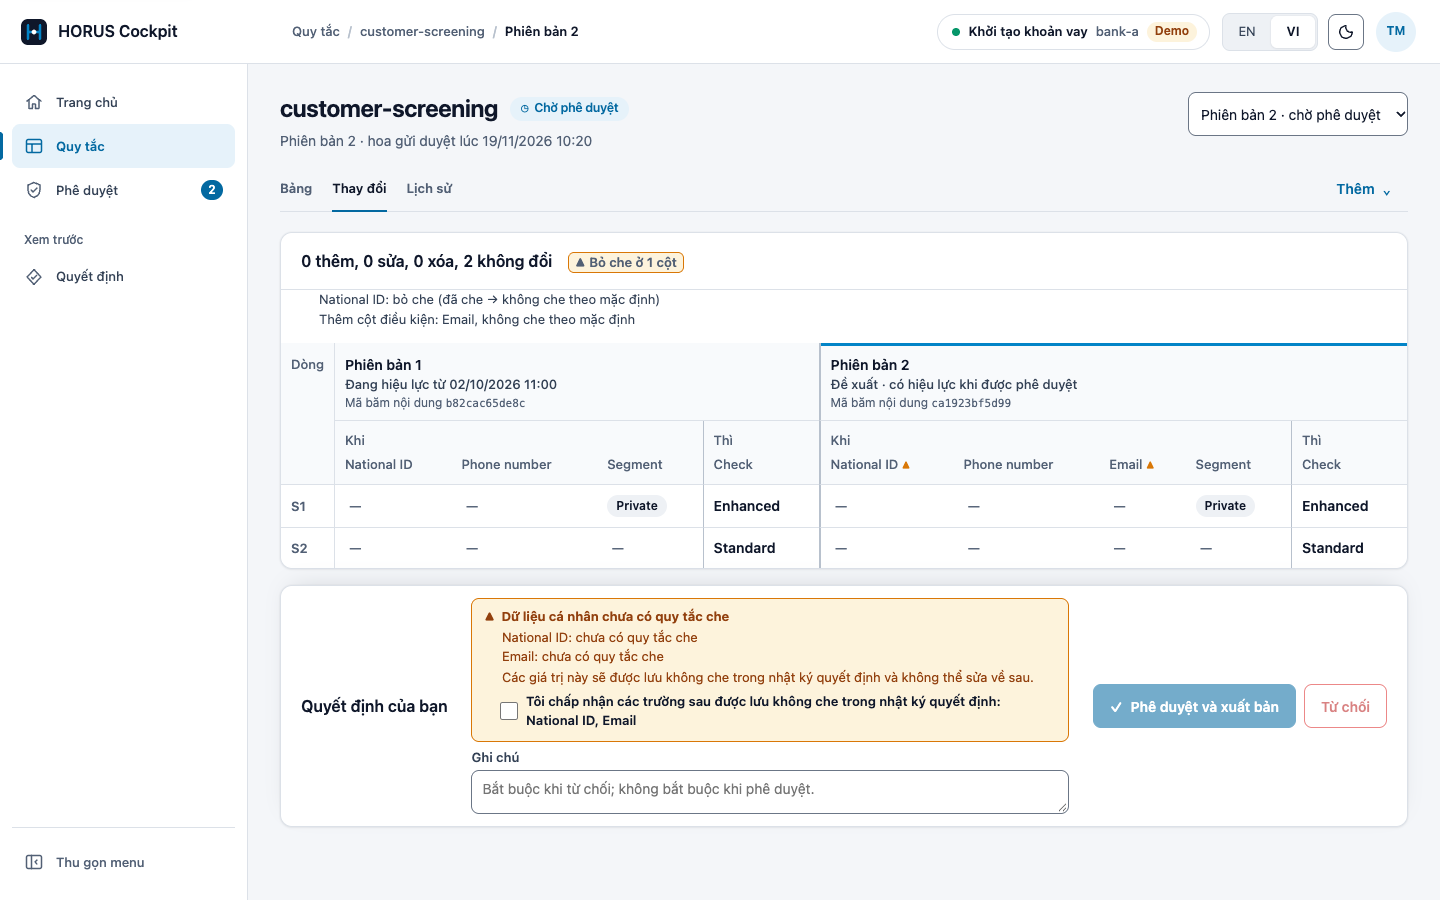 HORUS Cockpit
Quy tắc / customer-screening / Phiên bản 2
Khởi tạo khoản vay bank-a Demo
EN VI
TM
Trang chủ
Quy tắc
Phê duyệt 2
Xem trước
Quyết định
Thu gọn menu
customer-screening
Chờ phê duyệt
Phiên bản 2 · hoa gửi duyệt lúc 19/11/2026 10:20
Phiên bản 2 · chờ phê duyệt
Bảng Thay đổi Lịch sử
Thêm
0 thêm, 0 sửa, 0 xóa, 2 không đổi
Bỏ che ở 1 cột
National ID: bỏ che (đã che → không che theo mặc định)
Thêm cột điều kiện: Email, không che theo mặc định
Dòng
Phiên bản 1
Đang hiệu lực từ 02/10/2026 11:00
Mã băm nội dung b82cac65de8c
Phiên bản 2
Đề xuất · có hiệu lực khi được phê duyệt
Mã băm nội dung ca1923bf5d99
Khi Thì Khi Thì
National ID Phone number Segment Check National ID Phone number Email Segment Check
S1 — — Private Enhanced — — — Private Enhanced
S2 — — — Standard — — — — Standard
Quyết định của bạn
Dữ liệu cá nhân chưa có quy tắc che
National ID: chưa có quy tắc che
Email: chưa có quy tắc che
Các giá trị này sẽ được lưu không che trong nhật ký quyết định và không thể sửa về sau.
Tôi chấp nhận các trường sau được lưu không che trong nhật ký quyết định:
National ID, Email
Ghi chú
Bắt buộc khi từ chối; không bắt buộc khi phê duyệt.
Phê duyệt và xuất bản
Từ chối